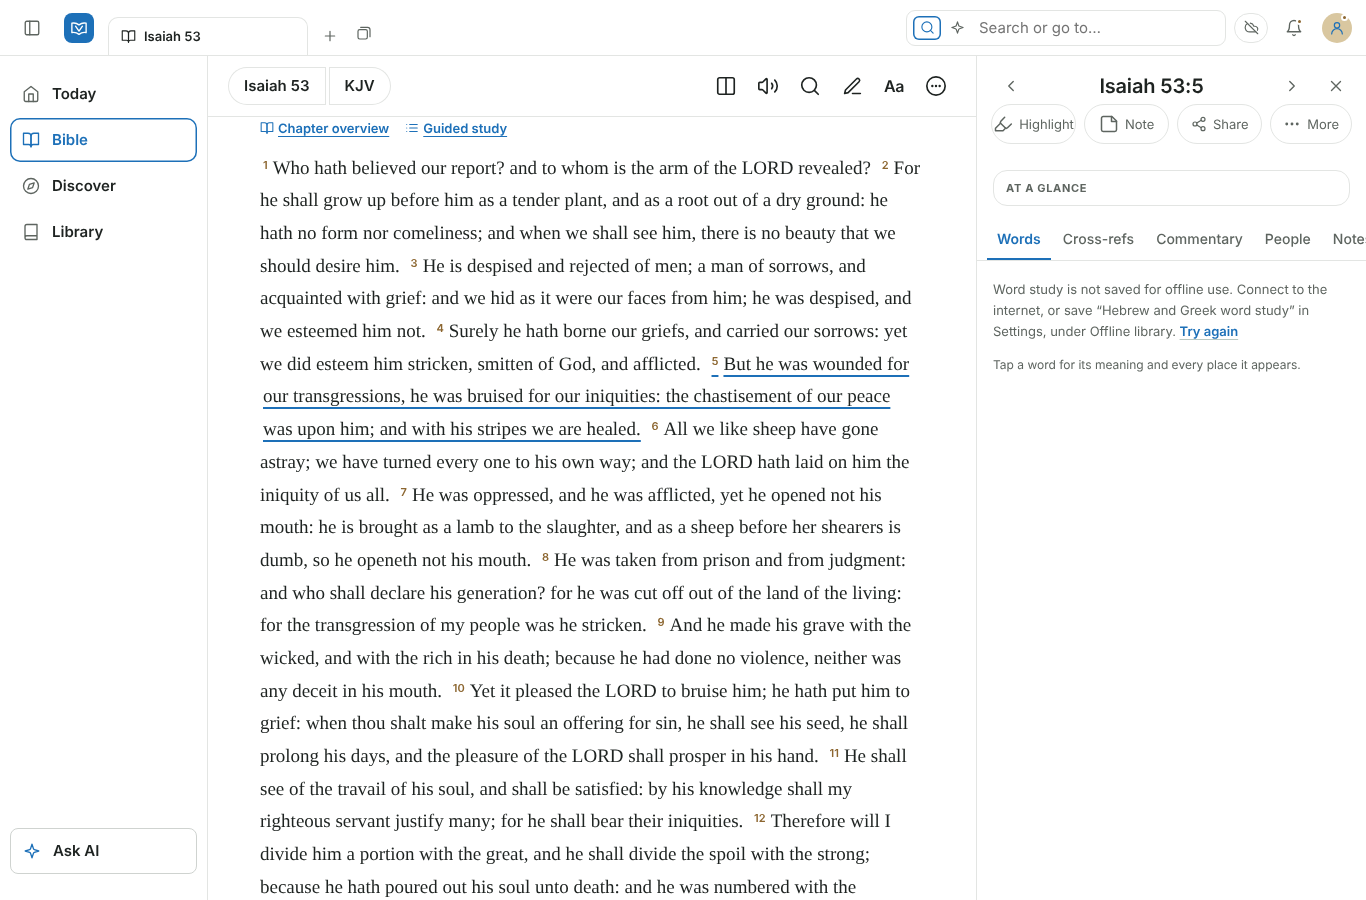 Isaiah 53
Search or go to...
Today
Bible
Discover
Library
Ask AI
Isaiah 53
KJV
Aa
Chapter overview
Guided study
1 Who hath believed our report? and to whom is the arm of the LORD revealed? 2 For
he shall grow up before him as a tender plant, and as a root out of a dry ground: he
hath no form nor comeliness; and when we shall see him, there is no beauty that we
should desire him. 3 He is despised and rejected of men; a man of sorrows, and
acquainted with grief: and we hid as it were our faces from him; he was despised, and
we esteemed him not. 4 Surely he hath borne our griefs, and carried our sorrows: yet
we did esteem him stricken, smitten of God, and afflicted. 5 But he was wounded for
our transgressions, he was bruised for our iniquities: the chastisement of our peace
was upon him; and with his stripes we are healed. 6 All we like sheep have gone
astray; we have turned every one to his own way; and the LORD hath laid on him the
iniquity of us all. 7 He was oppressed, and he was afflicted, yet he opened not his
mouth: he is brought as a lamb to the slaughter, and as a sheep before her shearers is
dumb, so he openeth not his mouth. 8 He was taken from prison and from judgment:
and who shall declare his generation? for he was cut off out of the land of the living:
for the transgression of my people was he stricken. 9 And he made his grave with the
wicked, and with the rich in his death; because he had done no violence, neither was
any deceit in his mouth. 10 Yet it pleased the LORD to bruise him; he hath put him to
grief: when thou shalt make his soul an offering for sin, he shall see his seed, he shall
prolong his days, and the pleasure of the LORD shall prosper in his hand. 11 He shall
see of the travail of his soul, and shall be satisfied: by his knowledge shall my
righteous servant justify many; for he shall bear their iniquities. 12 Therefore will I
divide him a portion with the great, and he shall divide the spoil with the strong;
because he hath poured out his soul unto death: and he was numbered with the
Isaiah 53:5
Highlight
Note
Share
More
AT A GLANCE
Words
Cross-refs
Commentary
People
Note
Word study is not saved for offline use. Connect to the
internet, or save “Hebrew and Greek word study” in
Settings, under Offline library. Try again
Tap a word for its meaning and every place it appears.